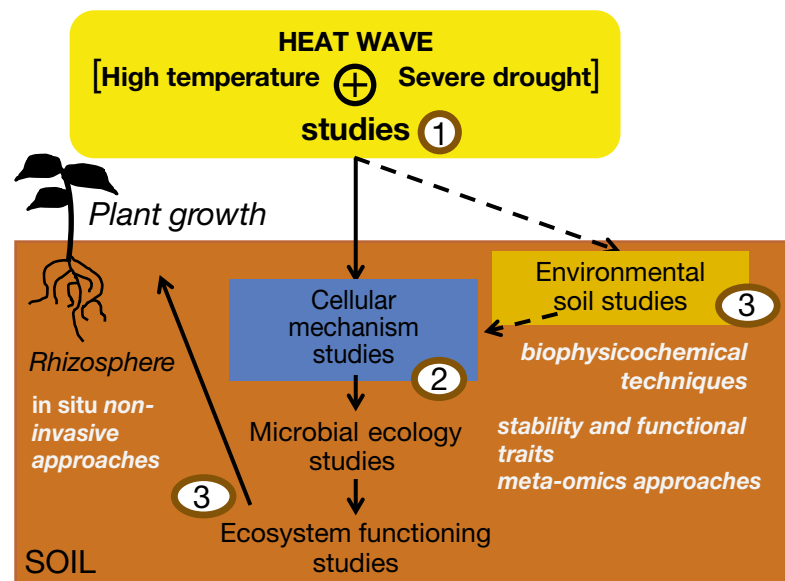 HEAT WAVE
[High temperature ⊕ Severe drought]
studies 1
Plant growth
Environmental
soil studies
3
Cellular
mechanism
studies
2
Rhizosphere
biophysicochemical
techniques
in situ non-
invasive
approaches
Microbial ecology
studies
stability and functional
traits
meta-omics approaches
3
Ecosystem functioning
studies
SOIL